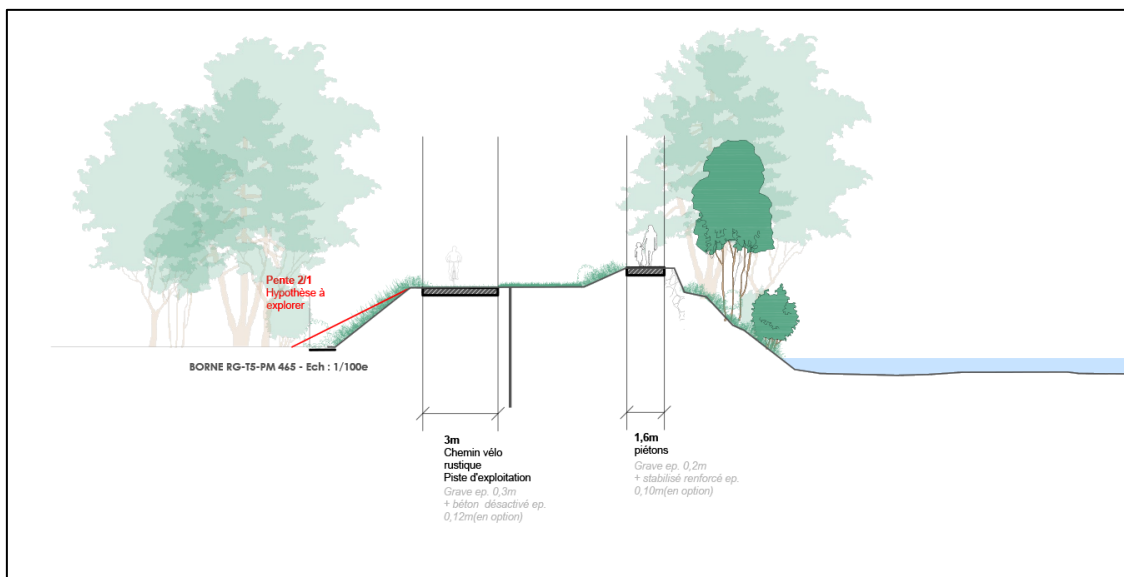 Pente 2/1
Hypothèse à
explorer
BORNE RG-T5-PM 465 - Ech : 1/100e
3m
Chemin vélo
rustique
Piste d'exploitation
Grave ep. 0,3m
+ béton désactivé ep.
0,12m(en option)
1,6m
piétons
Grave ep. 0,2m
+ stabilisé renforcé ep.
0,10m(en option)